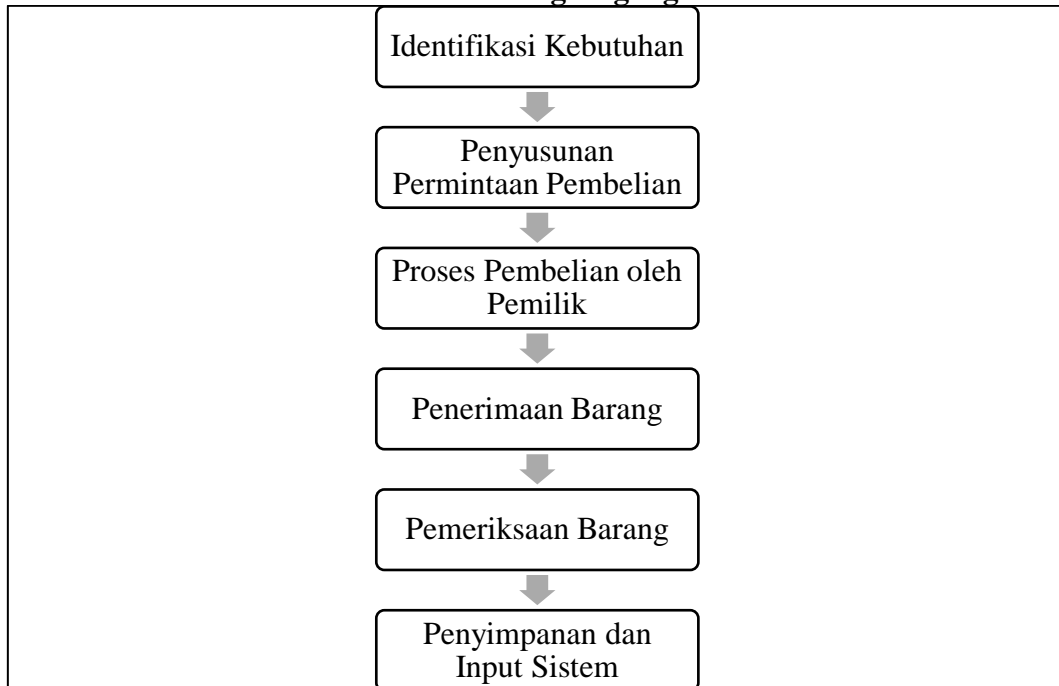 Identifikasi Kebutuhan
Penyusunan
Permintaan Pembelian
Proses Pembelian oleh
Pemilik
Penerimaan Barang
Pemeriksaan Barang
Penyimpanan dan
Input Sistem